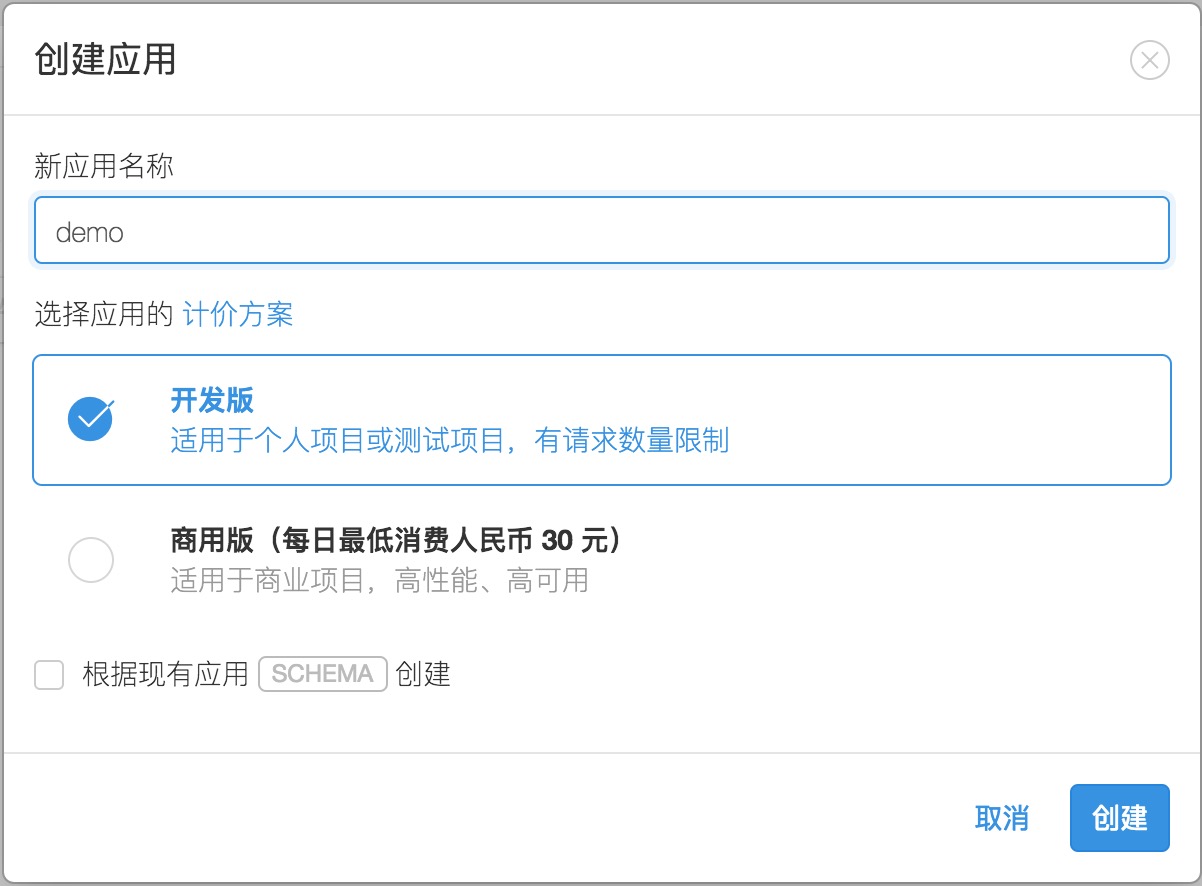 创建应用
新应用名称
demo
选择应用的 计价方案
开发版
适用于个人项目或测试项目，有请求数量限制
商用版（每日最低消费人民币 30 元）
适用于商业项目，高性能、高可用
根据现有应用 SCHEMA 创建
取消 创建